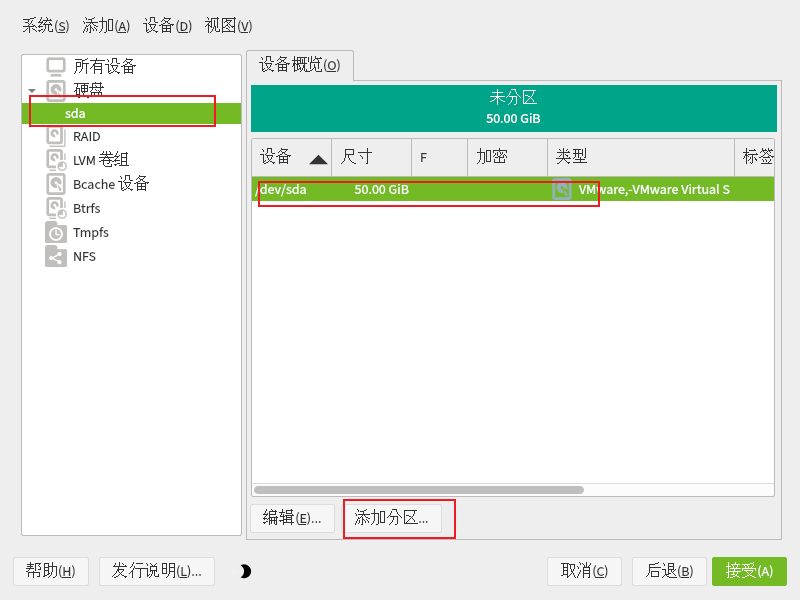 系统(S) 添加(A) 设备(D) 视图(V)
所有设备
硬盘
sda
RAID
LVM 卷组
Bcache 设备
Btrfs
Tmpfs
NFS
设备概览(O)
未分区
50.00 GiB
设备 尺寸 F 加密 类型 标签
/dev/sda 50.00 GiB VMware,-VMware Virtual S
编辑(E)... 添加分区...
帮助(H) 发行说明(L)... 取消(C) 后退(B) 接受(A)